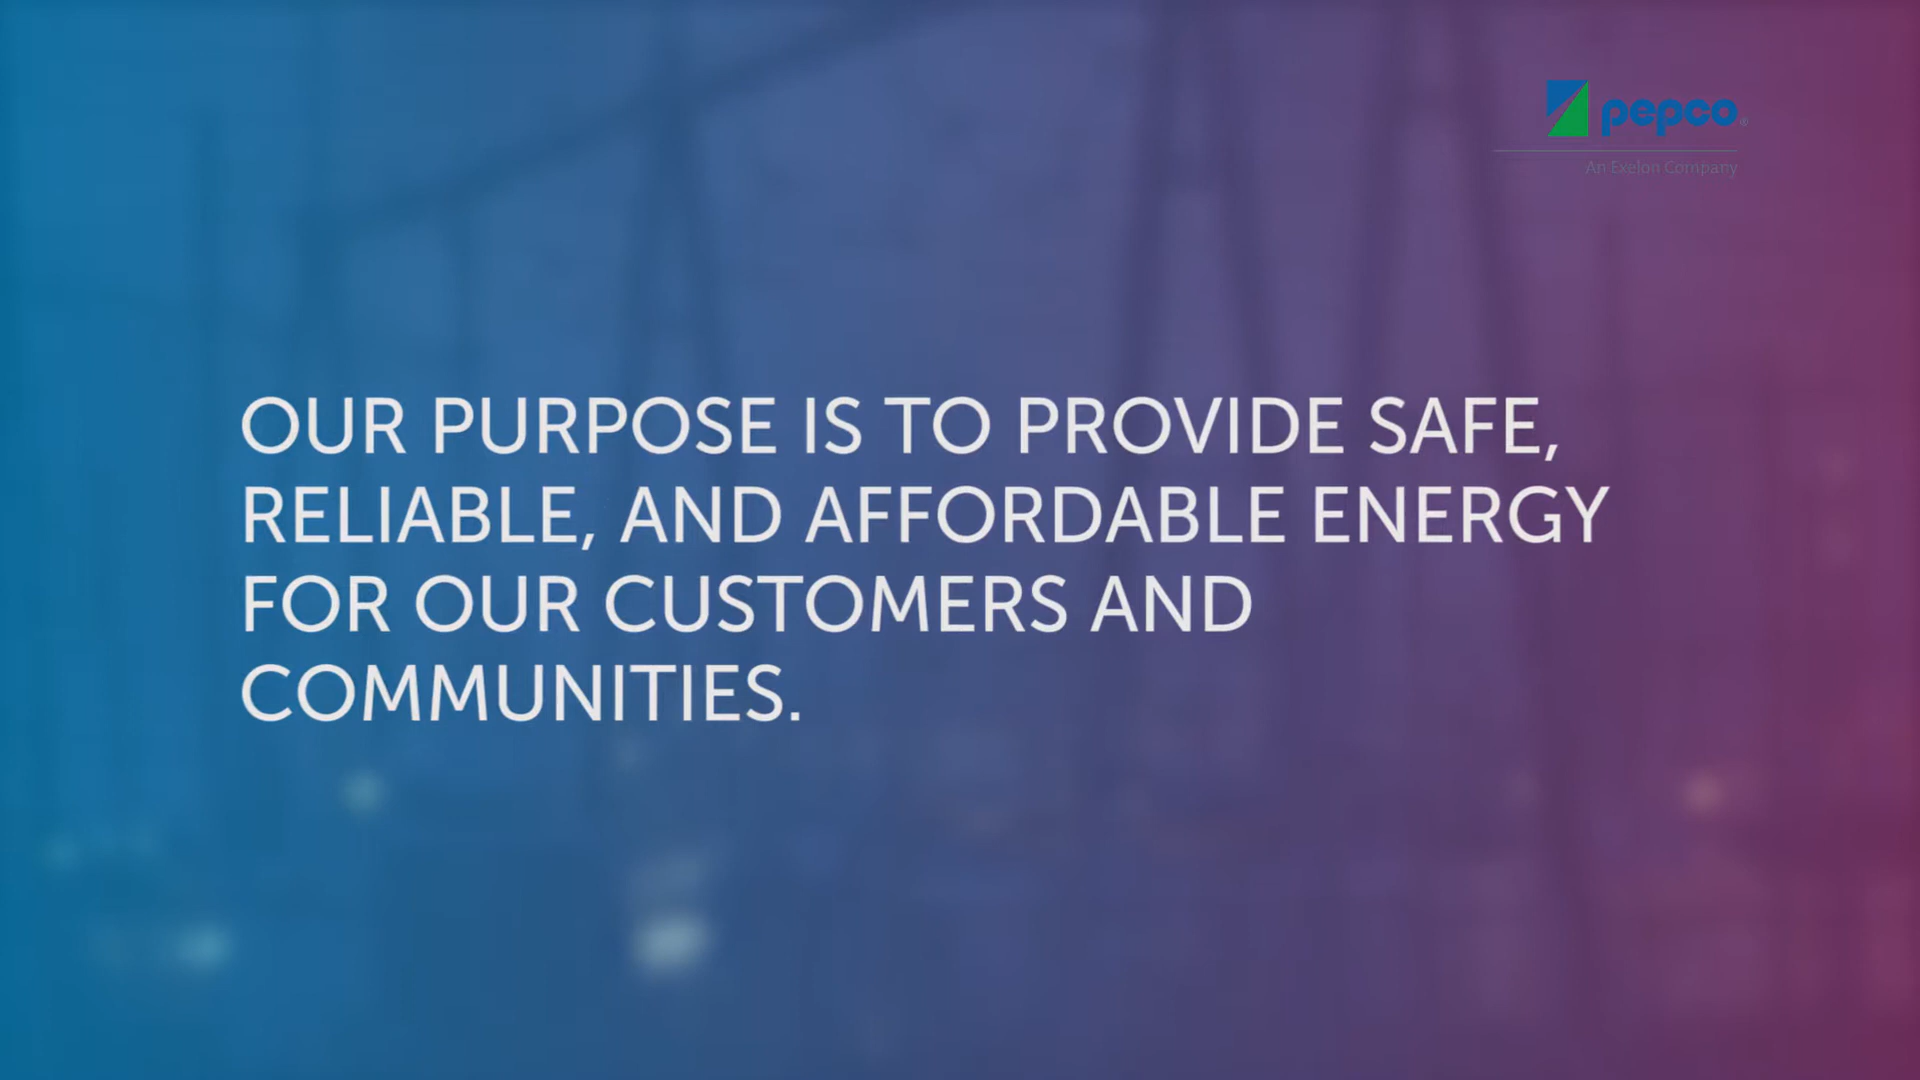 pepco®
An Exelon Company
OUR PURPOSE IS TO PROVIDE SAFE,
RELIABLE, AND AFFORDABLE ENERGY
FOR OUR CUSTOMERS AND
COMMUNITIES.